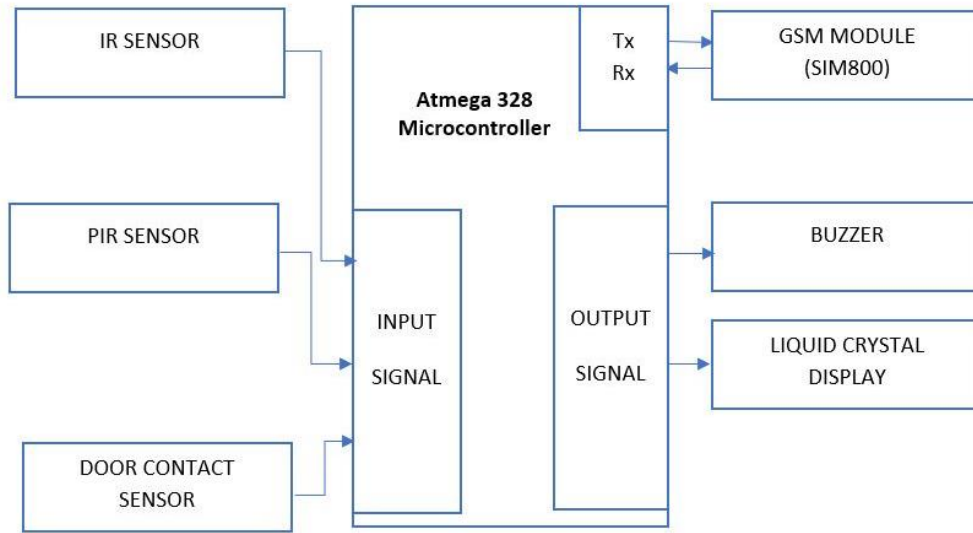 IR SENSOR
PIR SENSOR
DOOR CONTACT
SENSOR
Atmega 328
Microcontroller
INPUT
SIGNAL
Tx
Rx
OUTPUT
SIGNAL
GSM MODULE
(SIM800)
BUZZER
LIQUID CRYSTAL
DISPLAY